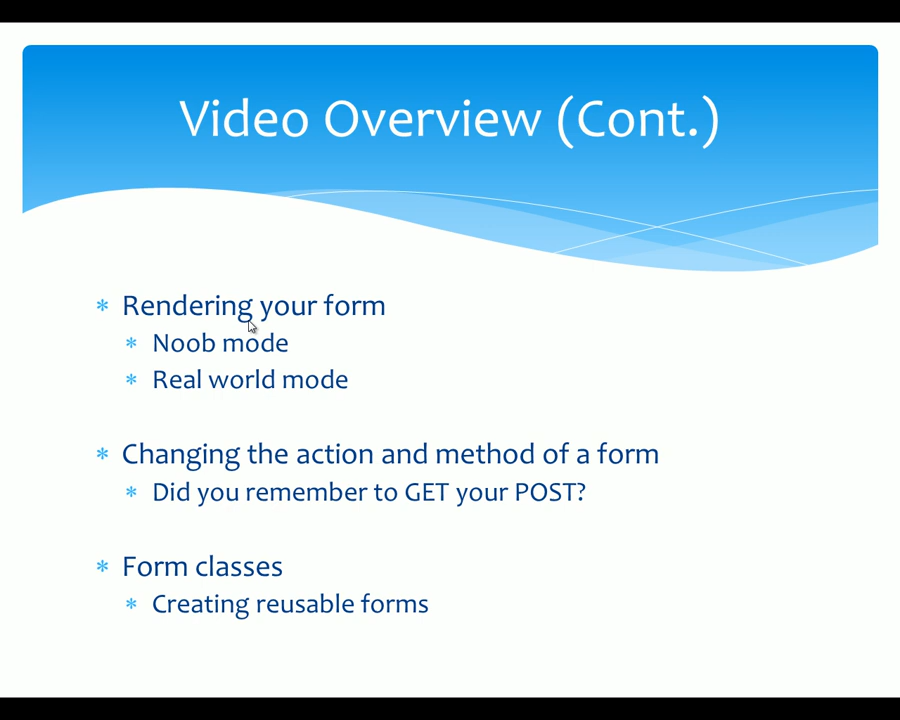 Video Overview (Cont.)
* Rendering your form
* Noob mode
* Real world mode
* Changing the action and method of a form
* Did you remember to GET your POST?
* Form classes
* Creating reusable forms